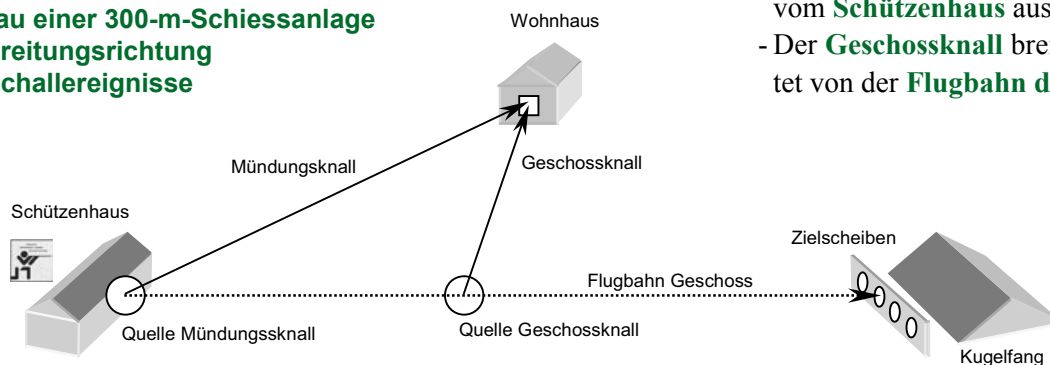 au einer 300-m-Schiessanlage
reitungsrichtung
challereignisse
vom Schützenhaus aus
- Der Geschossknall brei
tet von der Flugbahn d
Wohnhaus
Mündungsknall
Geschossknall
Schützenhaus
Zielscheiben
Flugbahn Geschoss
Quelle Mündungssknall
Quelle Geschossknall
Kugelfang